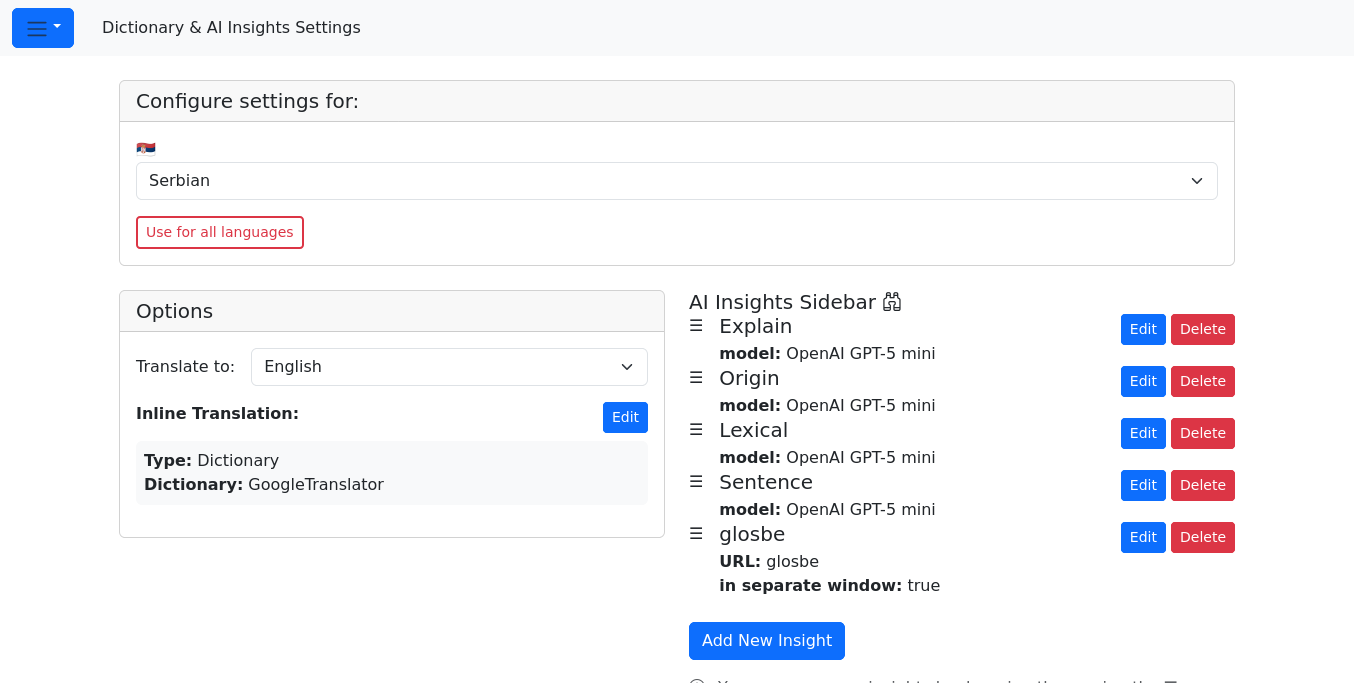 Dictionary & AI Insights Settings
Configure settings for:
Serbian
Use for all languages
Options
Translate to: English
Inline Translation: Edit
Type: Dictionary
Dictionary: GoogleTranslator
AI Insights Sidebar
Explain Edit Delete
model: OpenAI GPT-5 mini
Origin Edit Delete
model: OpenAI GPT-5 mini
Lexical Edit Delete
model: OpenAI GPT-5 mini
Sentence Edit Delete
model: OpenAI GPT-5 mini
glosbe Edit Delete
URL: glosbe
in separate window: true
Add New Insight